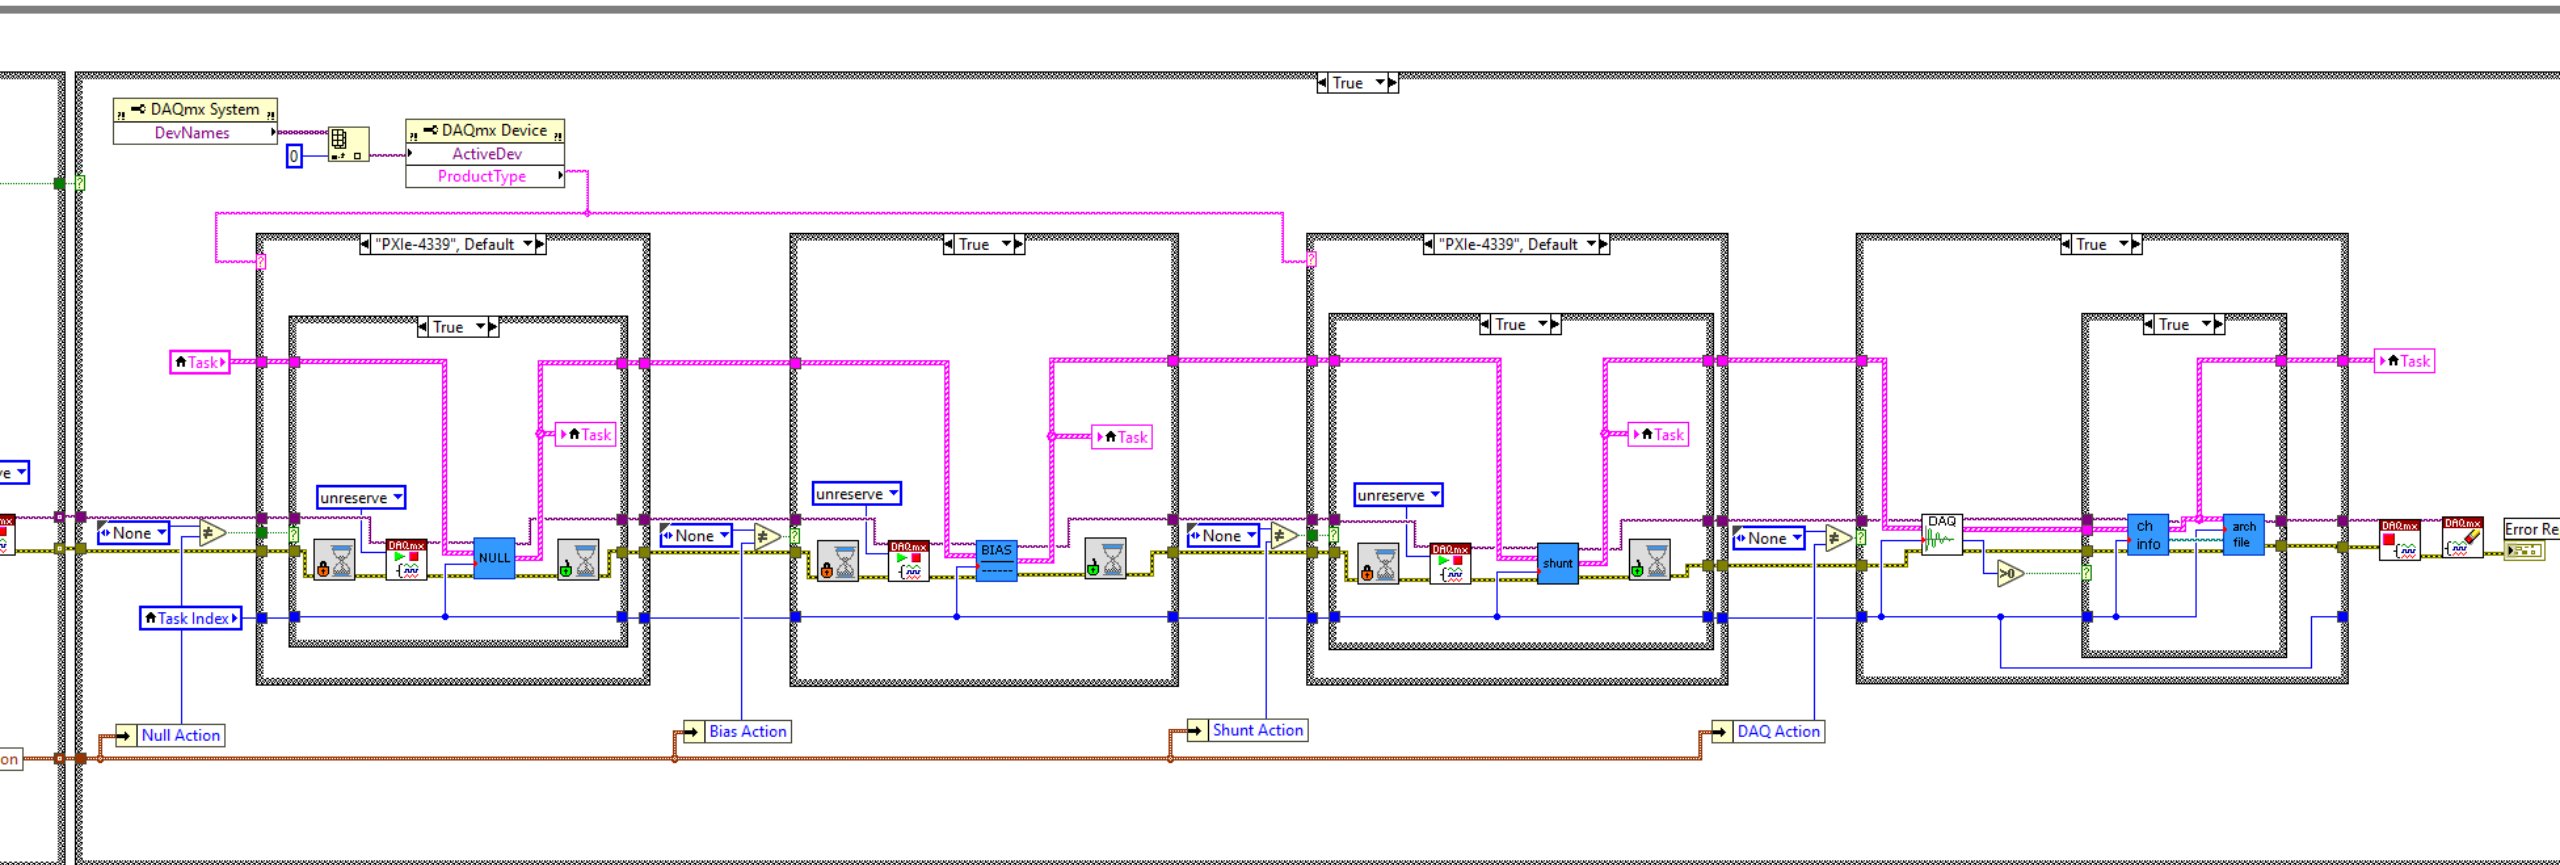 True
DAQmx System
DevNames
0
DAQmx Device
ActiveDev
ProductType
"PXIe-4339", Default
True
"PXIe-4339", Default
True
True
True
True
Task
Task
Task
Task
Task
ve
unreserve
unreserve
unreserve
None
None
None
None
DAQmx
NULL
DAQmx
BIAS
DAQmx
shunt
DAQ
>0
ch
info
arch
file
DAQmx
DAQmx
Error Re
Task Index
Null Action
Bias Action
Shunt Action
DAQ Action
on